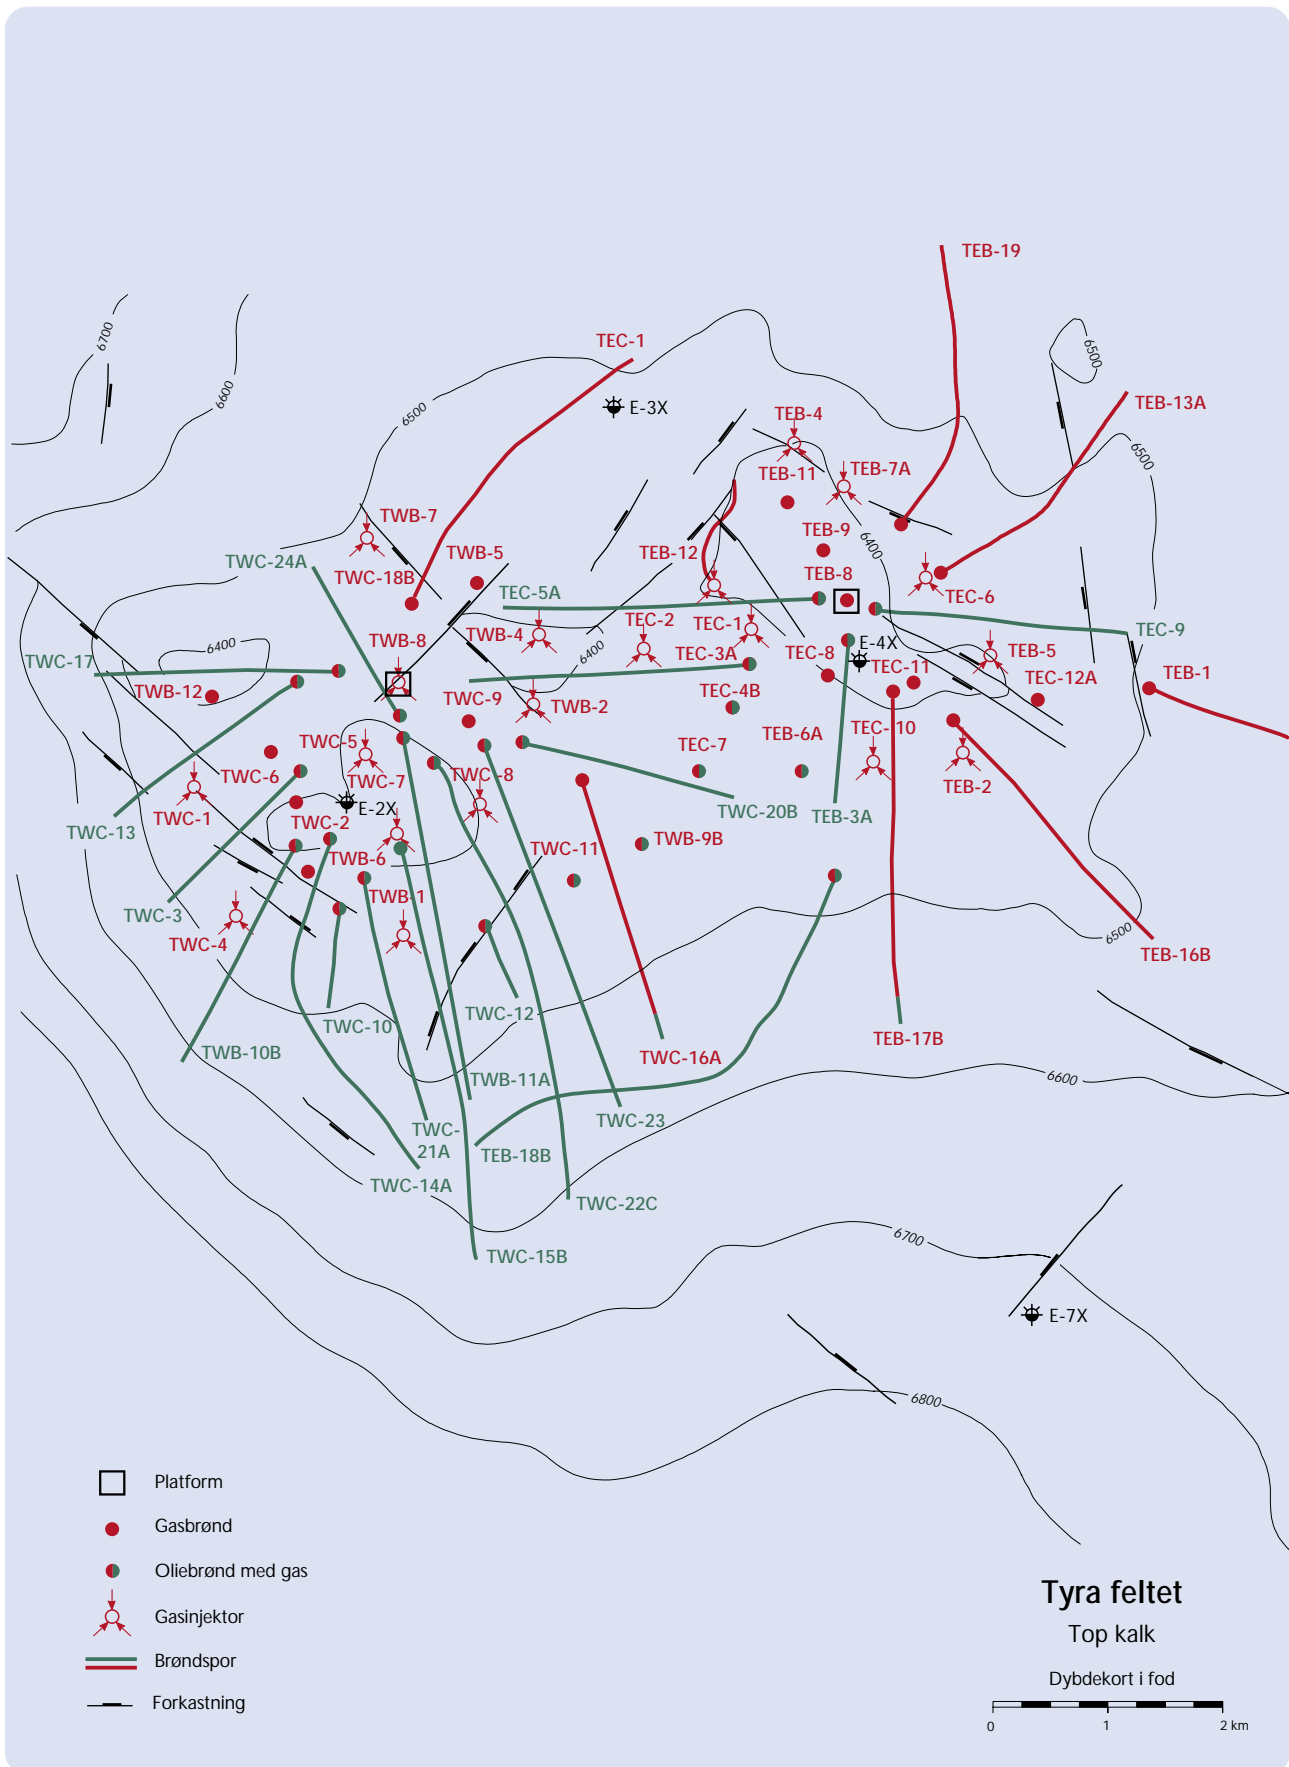 TEB-19
6700
TEC-1
6500
6600
6500
TEB-13A
E-3X
TEB-4
6500
TEB-11
TEB-7A
TWB-7
TEB-9
6400
TWC-24A
TWB-5
TEB-12
TWC-18B
TEB-8
TEC-5A
TEC-6
TEC-2
TEC-1
TEC-9
TWB-8
TWB-4
6400
6400
E-4X
TWC-17
TEC-3A
TEC-8
TEB-5
TEC-11
TEC-12A
TEB-1
TWB-12
TWC-9
TEC-4B
TWB-2
TEC-10
TWC-5
TEC-7
TEB-6A
TWC-6
TWC-7
TWC-8
TEB-2
E-2X
TWC-20B
TWC-1
TEB-3A
TWC-13
TWC-2
TWB-9B
TWC-11
TWB-6
TWB-1
TWC-3
6500
TWC-4
TEB-16B
TWC-12
TWC-10
TEB-17B
TWB-10B
TWC-16A
TWB-11A
6600
TWC-23
TWC-
21A
TEB-18B
TWC-14A
TWC-22C
6700
TWC-15B
E-7X
6800
Platform
Gasbrønd
Oliebrønd med gas
Gasinjektor
Brøndspor
Forkastning
Tyra feltet
Top kalk
Dybdekort i fod
0 1 2 km